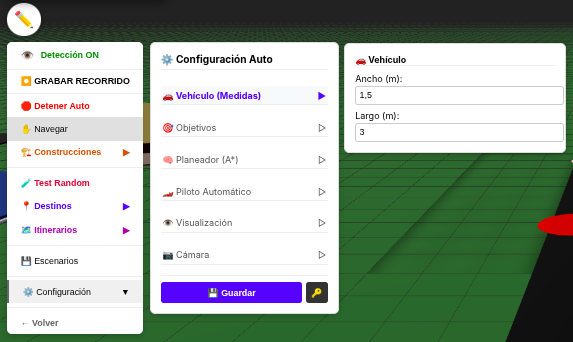 Detección ON
GRABAR RECORRIDO
Detener Auto
Navegar
Construcciones
Test Random
Destinos
Itinerarios
Escenarios
Configuración
← Volver
Configuración Auto
Vehículo (Medidas)
Objetivos
Planeador (A*)
Piloto Automático
Visualización
Cámara
Guardar
Vehículo
Ancho (m):
1,5
Largo (m):
3